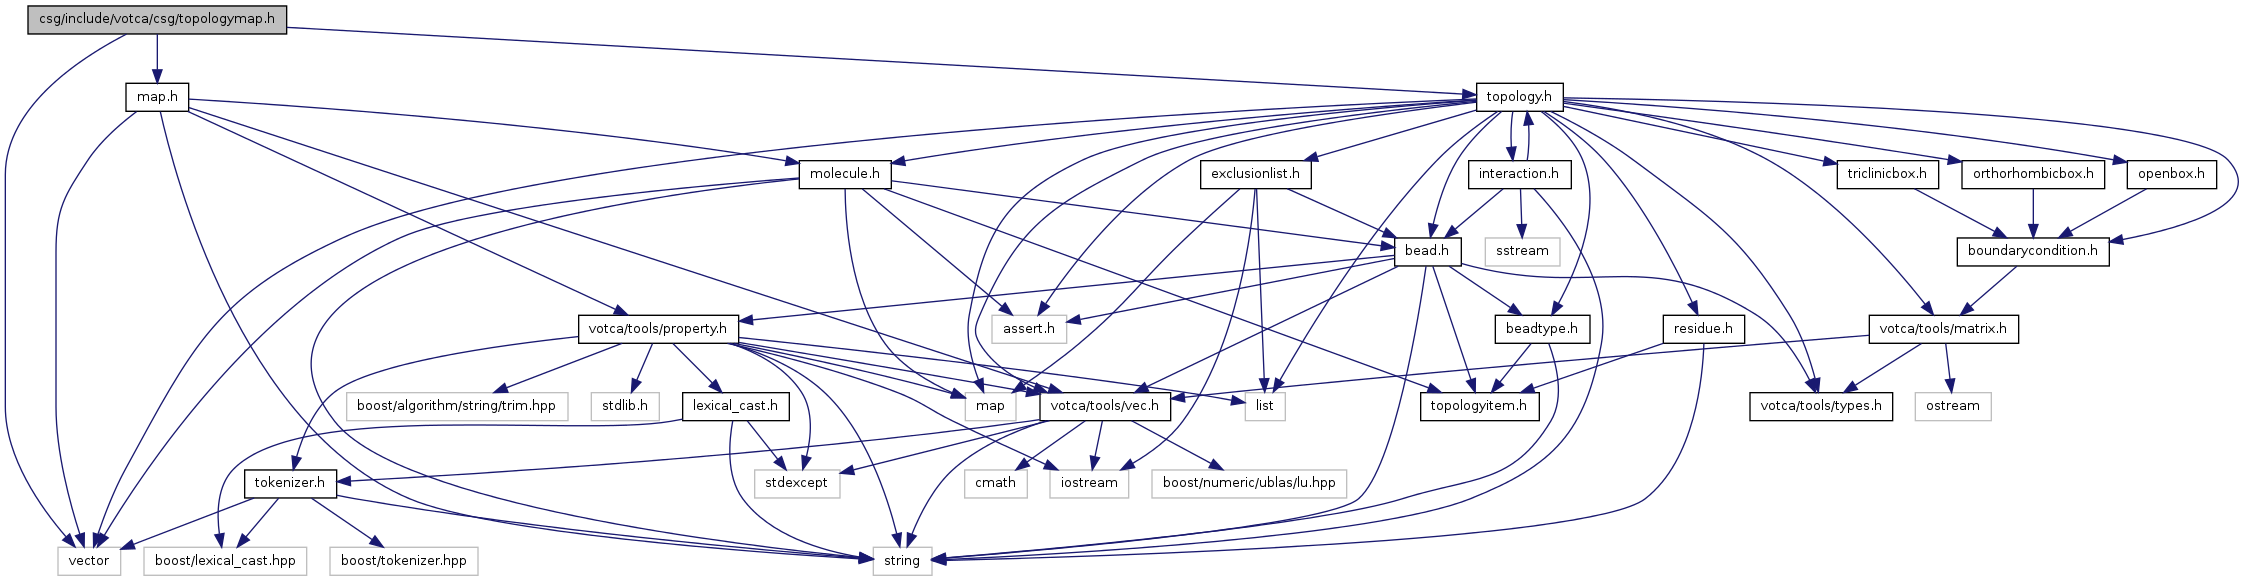 csg/include/votca/csg/topologymap.h
map.h
topology.h
molecule.h
exclusionlist.h
interaction.h
triclinicbox.h
orthorhombicbox.h
openbox.h
bead.h
sstream
boundarycondition.h
votca/tools/property.h
assert.h
beadtype.h
residue.h
votca/tools/matrix.h
boost/algorithm/string/trim.hpp
stdlib.h
lexical_cast.h
map
votca/tools/vec.h
list
topologyitem.h
votca/tools/types.h
ostream
tokenizer.h
stdexcept
cmath
iostream
boost/numeric/ublas/lu.hpp
vector
boost/lexical_cast.hpp
boost/tokenizer.hpp
string